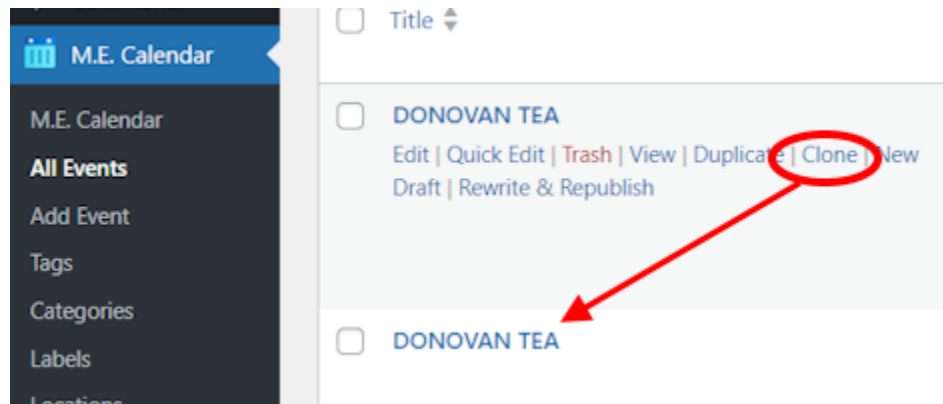 M.E. Calendar
M.E. Calendar
All Events
Add Event
Tags
Categories
Labels
Locations
Title
DONOVAN TEA
Edit | Quick Edit | Trash | View | Duplicate | Clone | New
Draft | Rewrite & Republish
DONOVAN TEA